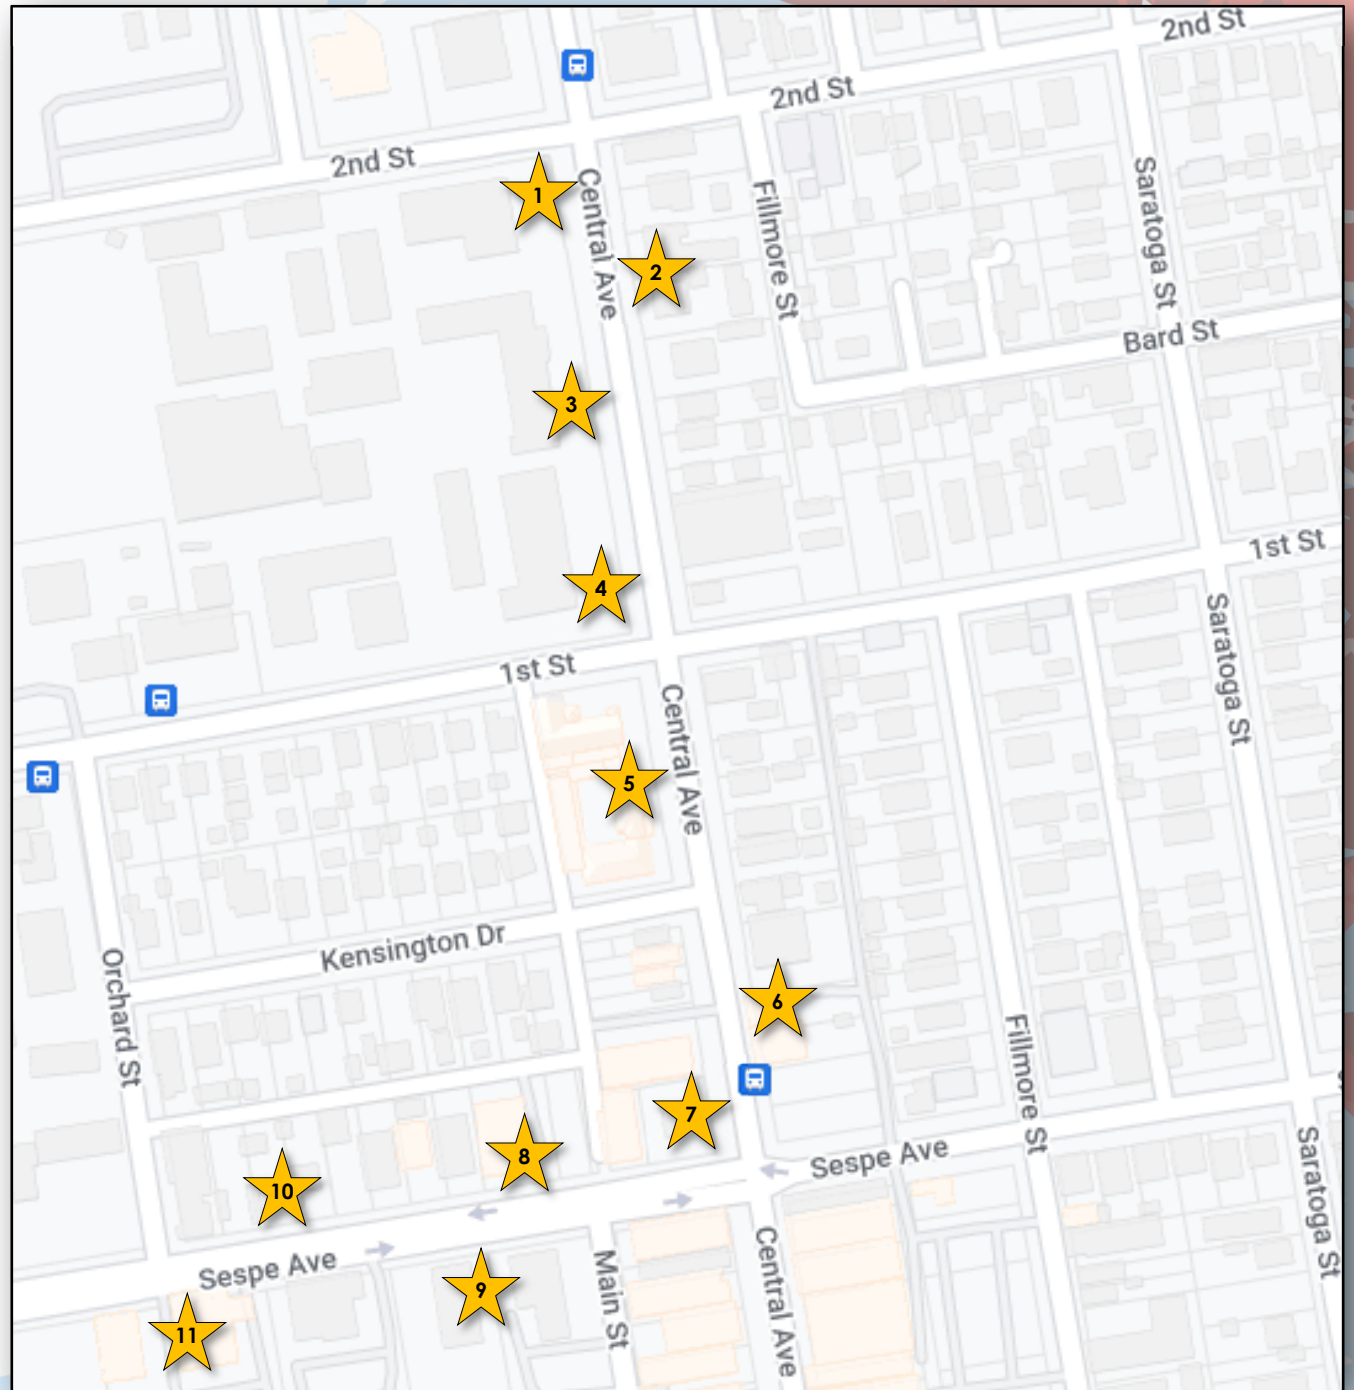 2nd St
2nd St
2nd St
1
Central Ave
Fillmore St
Saratoga St
2
Bard St
3
1st St
4
1st St
Saratoga St
Central Ave
5
Kensington Dr
Orchard St
6
Fillmore St
7
8
Sespe Ave
10
Saratoga St
Sespe Ave
9
Main St
Central Ave
11